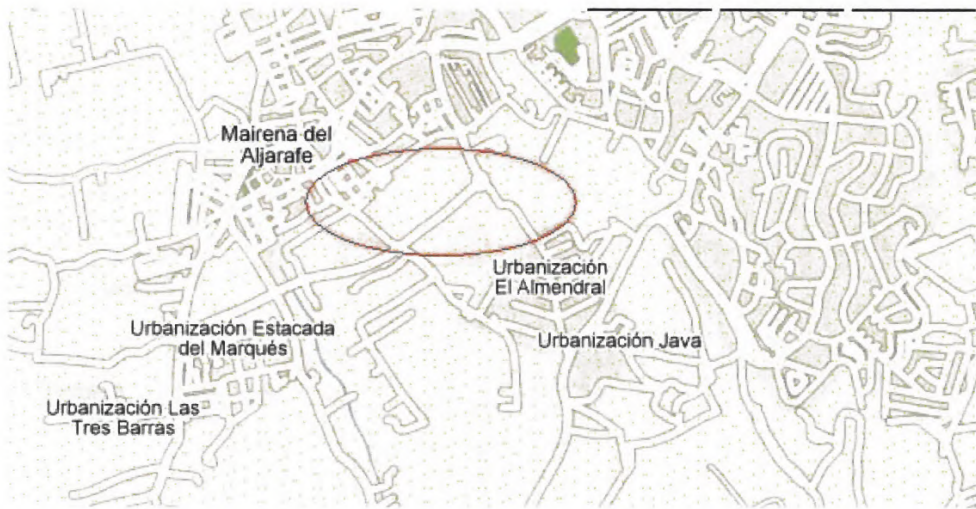 Mairena del
Aljarafe
Urbanización
El Almendral
Urbanización Estacada
del Marqués
Urbanización Java
Urbanización Las
Tres Barras